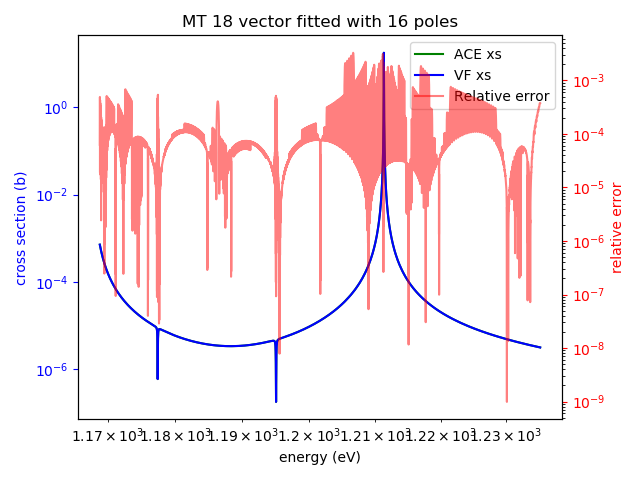 MT 18 vector fitted with 16 poles
ACE xs
VF xs
Relative error
cross section (b)
10⁰
10⁻²
10⁻⁴
10⁻⁶
relative error
10⁻³
10⁻⁴
10⁻⁵
10⁻⁶
10⁻⁷
10⁻⁸
10⁻⁹
1.17 × 10³ 1.18 × 10³ 1.19 × 10³ 1.2 × 10³ 1.21 × 10³ 1.22 × 10³ 1.23 × 10³
energy (eV)